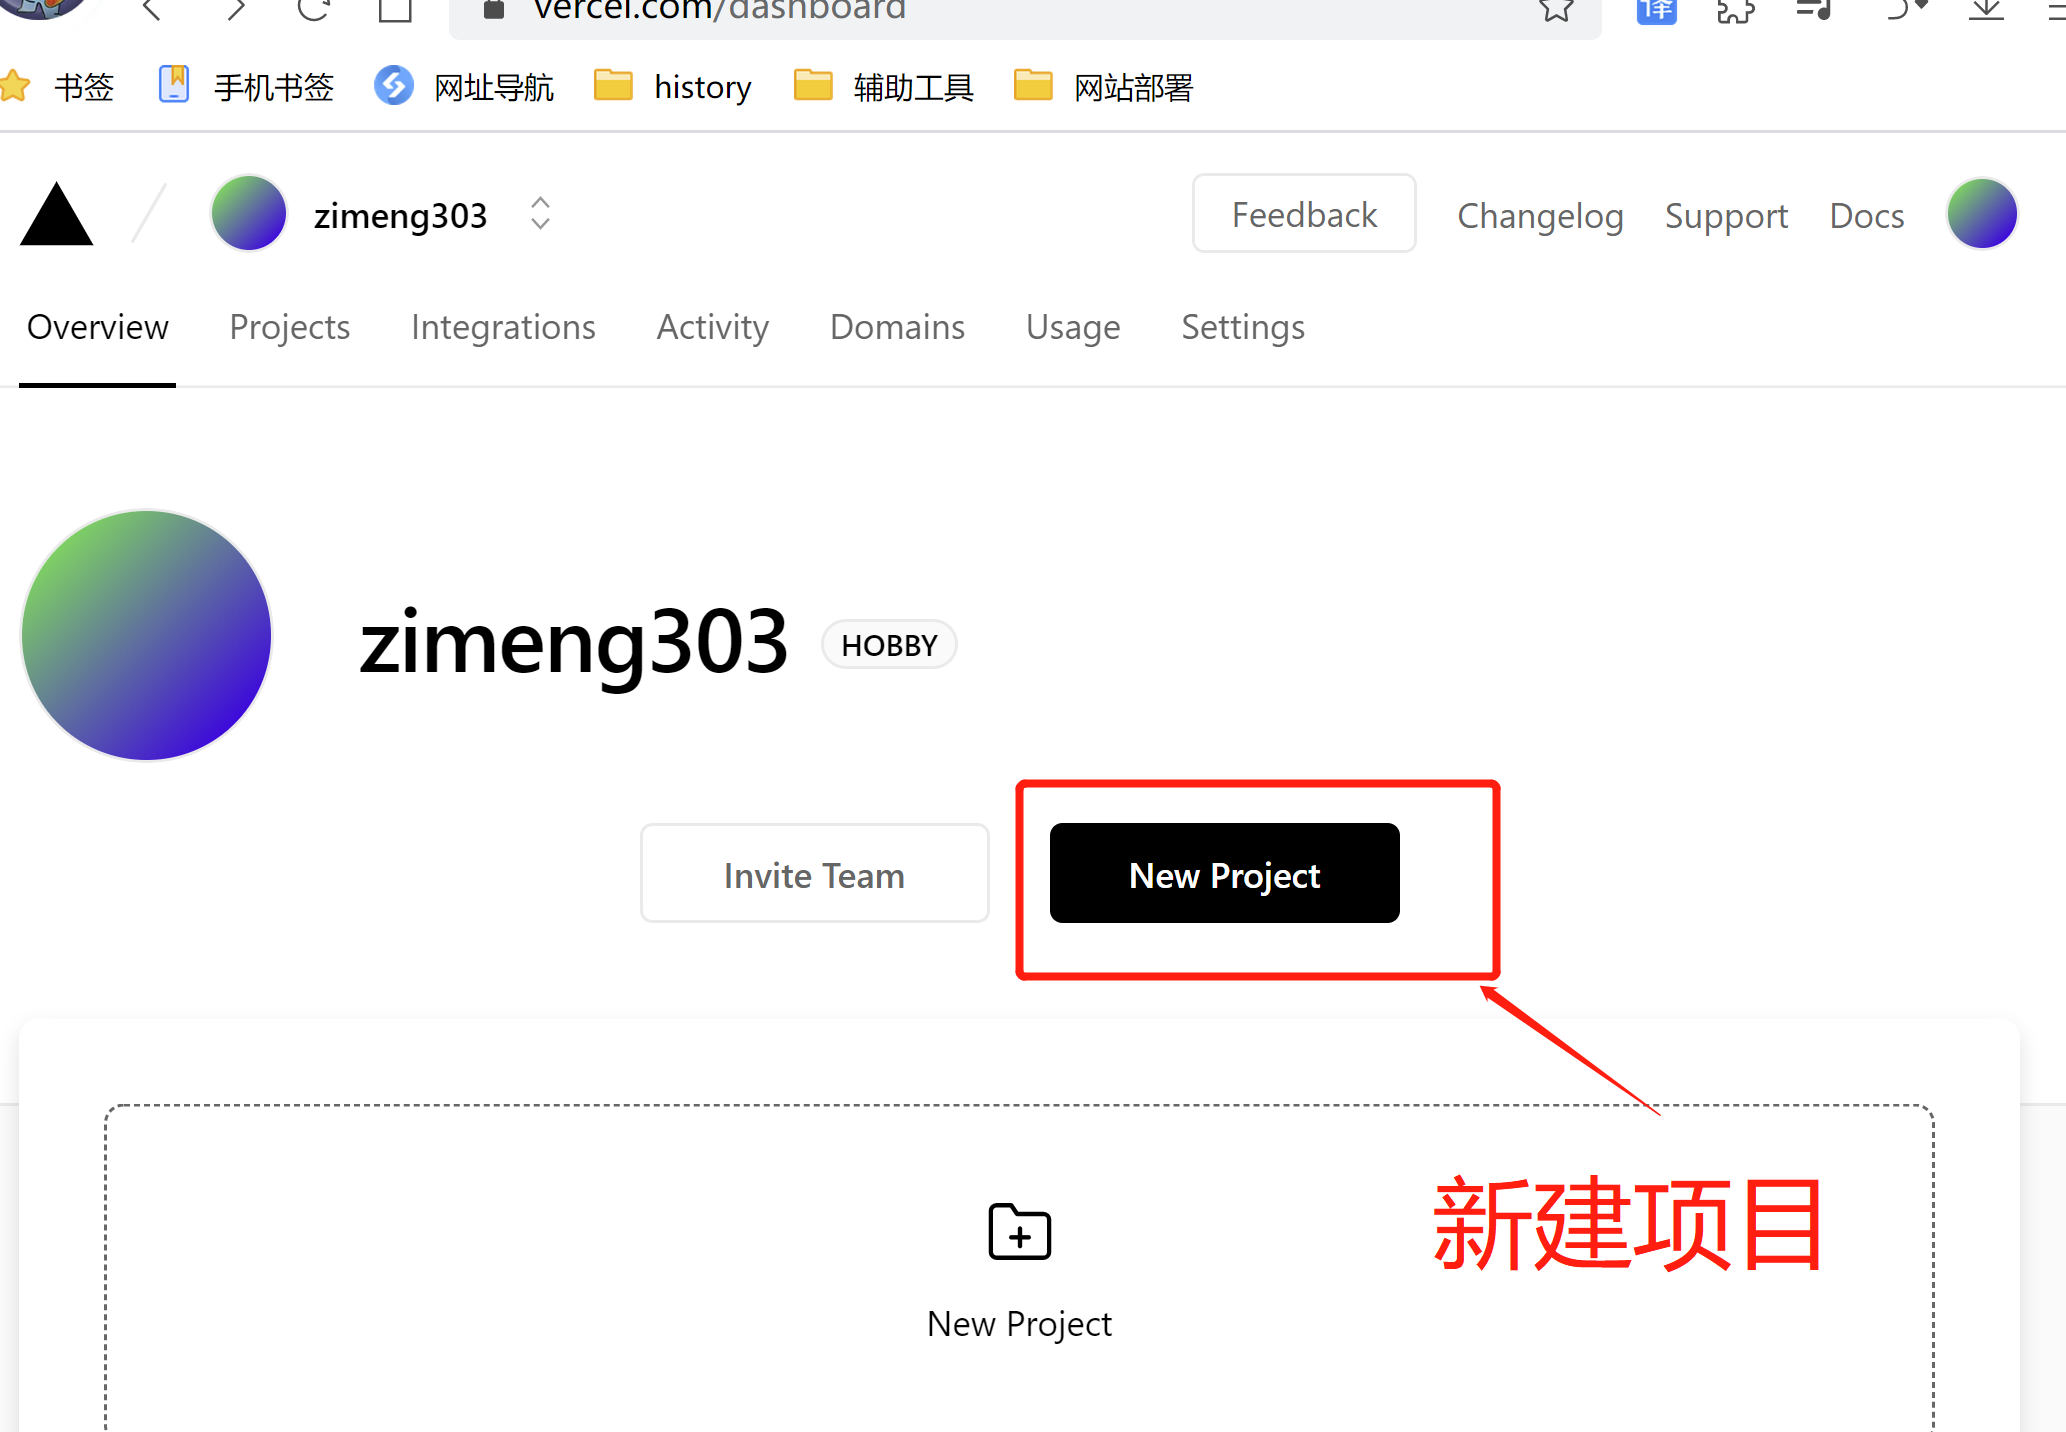 vercel.com/dashboard
译
书签 手机书签 网址导航 history 辅助工具 网站部署
zimeng303 Feedback Changelog Support Docs
Overview Projects Integrations Activity Domains Usage Settings
zimeng303 HOBBY
Invite Team New Project
新建项目
New Project